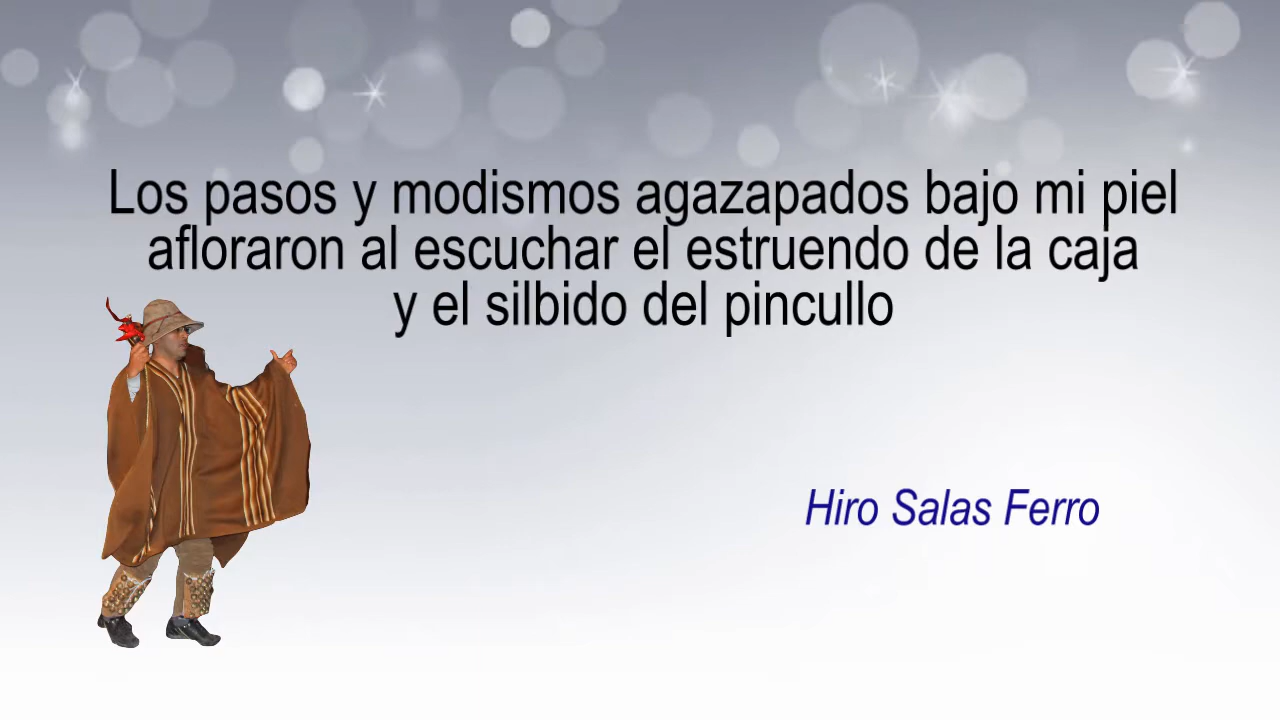 Los pasos y modismos agazapados bajo mi piel
afloraron al escuchar el estruendo de la caja
y el silbido del pincullo
Hiro Salas Ferro